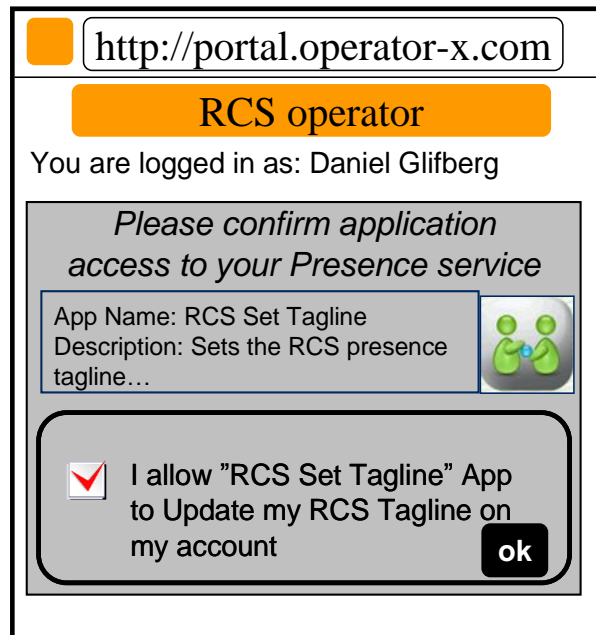 http://portal.operator-x.com
RCS operator
You are logged in as: Daniel Glifberg
Please confirm application
access to your Presence service
App Name: RCS Set Tagline
Description: Sets the RCS presence
tagline…
I allow ”RCS Set Tagline” App
to Update my RCS Tagline on
my account
ok